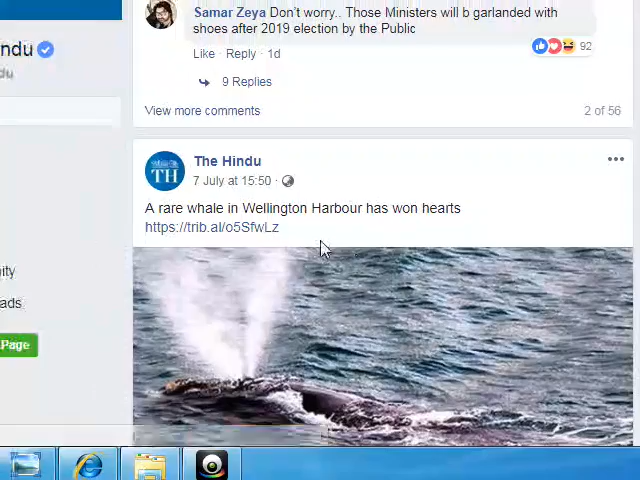 Samar Zeya Don't worry.. Those Ministers will b garlanded with
shoes after 2019 election by the Public
92
Like · Reply · 1d
9 Replies
View more comments
2 of 56
ndu
du
The Hindu
TH
7 July at 15:50 ·
A rare whale in Wellington Harbour has won hearts
https://trib.al/o5SfwLz
ity
ads
Page